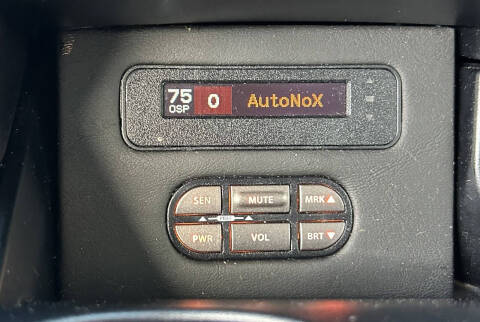 75 0 AutoNoX
OSP
SEN MUTE MRK▲
PWR VOL BRT▼